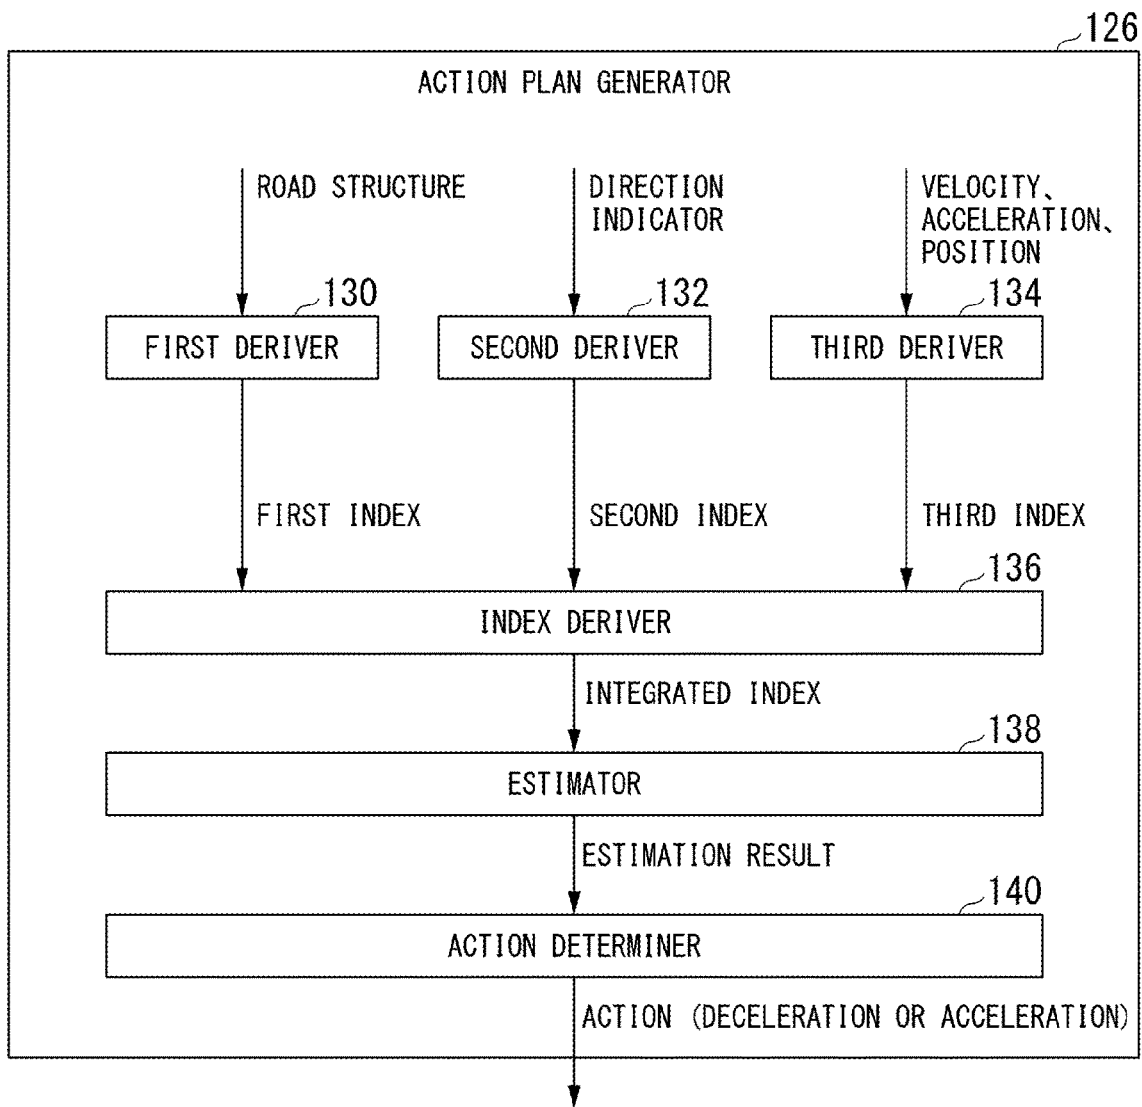 126
ACTION PLAN GENERATOR
ROAD STRUCTURE
DIRECTION
INDICATOR
VELOCITY、
ACCELERATION、
POSITION
130
132
134
FIRST DERIVER
SECOND DERIVER
THIRD DERIVER
FIRST INDEX
SECOND INDEX
THIRD INDEX
136
INDEX DERIVER
INTEGRATED INDEX
138
ESTIMATOR
ESTIMATION RESULT
140
ACTION DETERMINER
ACTION (DECELERATION OR ACCELERATION)